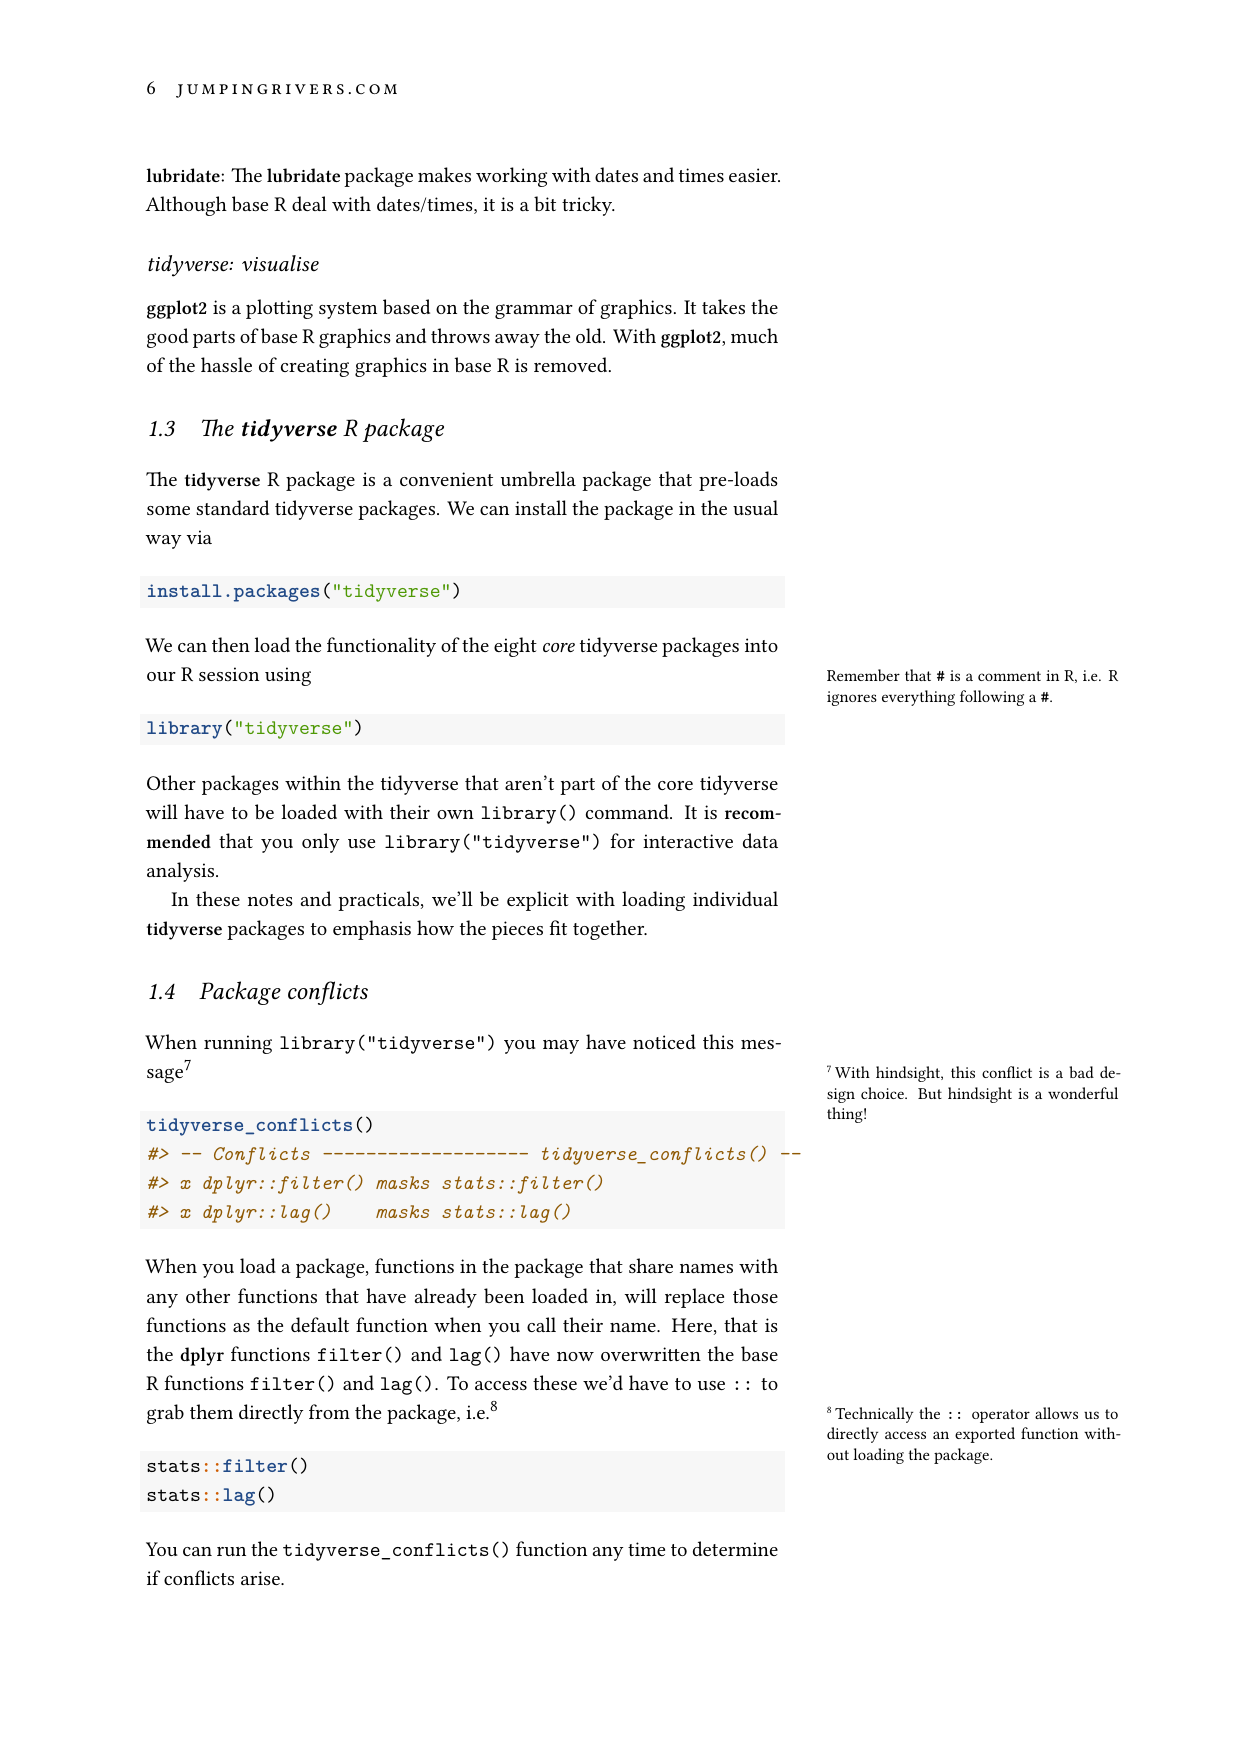 6 JUMPINGRIVERS.COM
lubridate: The lubridate package makes working with dates and times easier.
Although base R deal with dates/times, it is a bit tricky.
tidyverse: visualise
ggplot2 is a plotting system based on the grammar of graphics. It takes the
good parts of base R graphics and throws away the old. With ggplot2, much
of the hassle of creating graphics in base R is removed.
1.3 The tidyverse R package
The tidyverse R package is a convenient umbrella package that pre-loads
some standard tidyverse packages. We can install the package in the usual
way via
install.packages("tidyverse")
We can then load the functionality of the eight core tidyverse packages into
our R session using
Remember that # is a comment in R, i.e. R
ignores everything following a #.
library("tidyverse")
Other packages within the tidyverse that aren't part of the core tidyverse
will have to be loaded with their own library() command. It is recom-
mended that you only use library("tidyverse") for interactive data
analysis.
In these notes and practicals, we'll be explicit with loading individual
tidyverse packages to emphasis how the pieces fit together.
1.4 Package conflicts
When running library("tidyverse") you may have noticed this mes-
sage7
7 With hindsight, this conflict is a bad de-
sign choice. But hindsight is a wonderful
thing!
tidyverse_conflicts()
#> -- Conflicts ------------------- tidyverse_conflicts() --
#> x dplyr::filter() masks stats::filter()
#> x dplyr::lag()    masks stats::lag()
When you load a package, functions in the package that share names with
any other functions that have already been loaded in, will replace those
functions as the default function when you call their name. Here, that is
the dplyr functions filter() and lag() have now overwritten the base
R functions filter() and lag(). To access these we'd have to use :: to
grab them directly from the package, i.e.8
8 Technically the :: operator allows us to
directly access an exported function with-
out loading the package.
stats::filter()
stats::lag()
You can run the tidyverse_conflicts() function any time to determine
if conflicts arise.